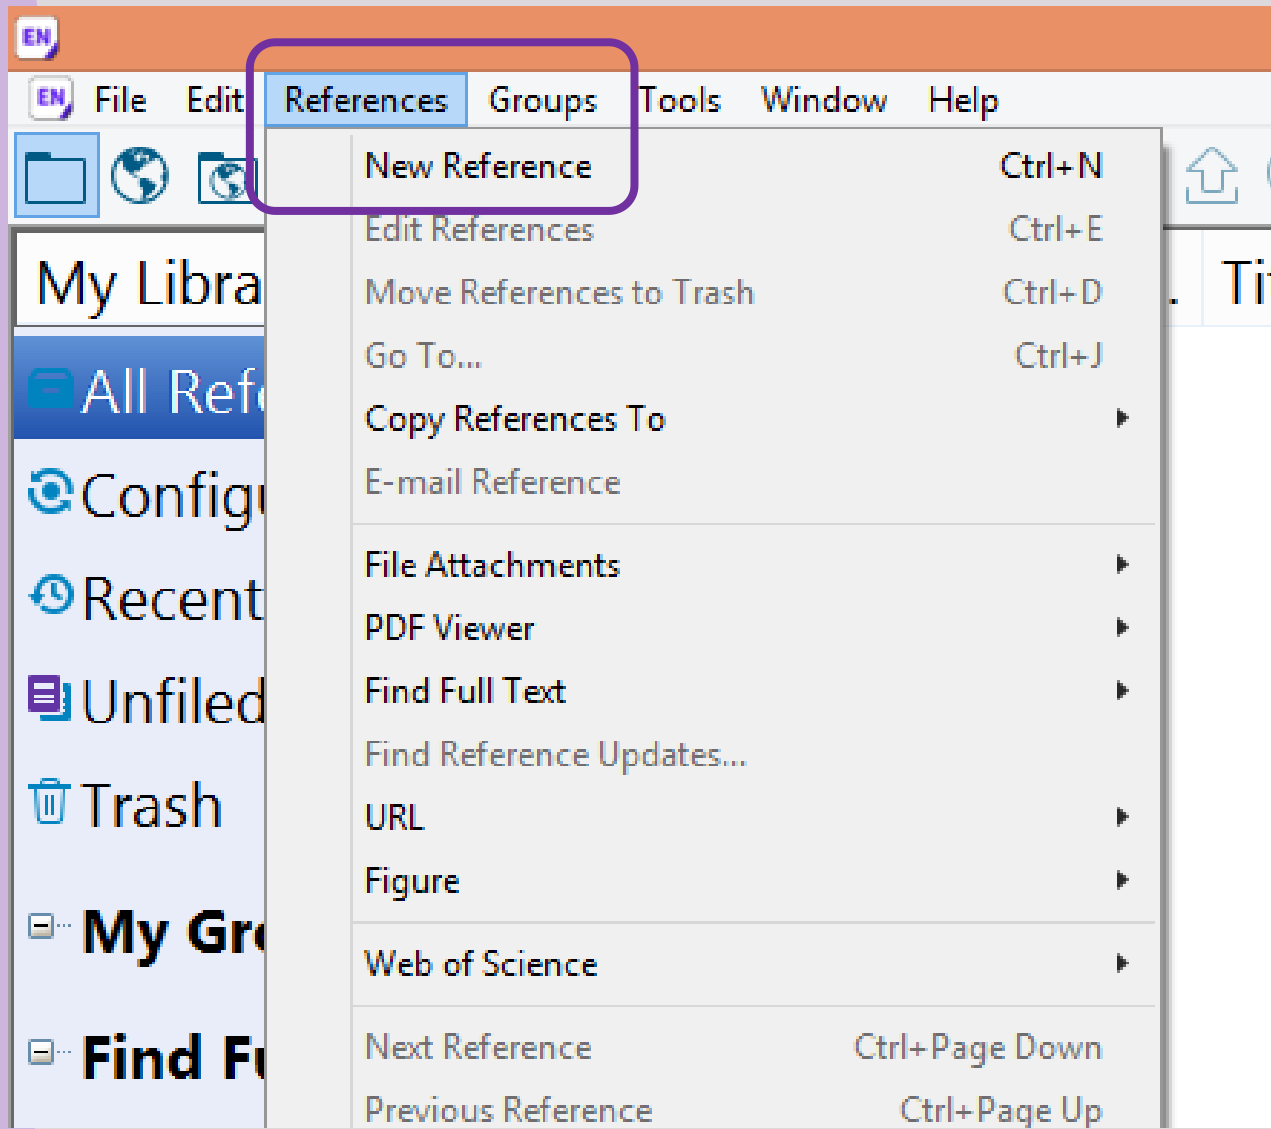 EN
EN File Edit References Groups Tools Window Help
New Reference Ctrl+N
Edit References Ctrl+E
Move References to Trash Ctrl+D
Go To... Ctrl+J
Copy References To
E-mail Reference
File Attachments
PDF Viewer
Find Full Text
Find Reference Updates...
URL
Figure
Web of Science
Next Reference Ctrl+Page Down
Previous Reference Ctrl+Page Up
My Libra
All Refe
Configu
Recent
Unfiled
Trash
My Gro
Find Fu
. Tit